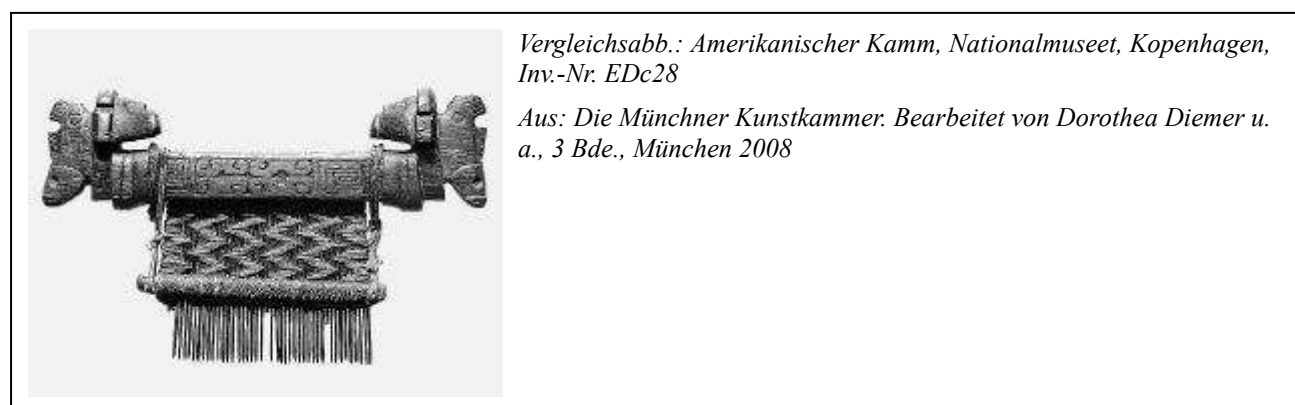 Vergleichsabb.: Amerikanischer Kamm, Nationalmuseet, Kopenhagen,
Inv.-Nr. EDc28
Aus: Die Münchner Kunstkammer. Bearbeitet von Dorothea Diemer u.
a., 3 Bde., München 2008